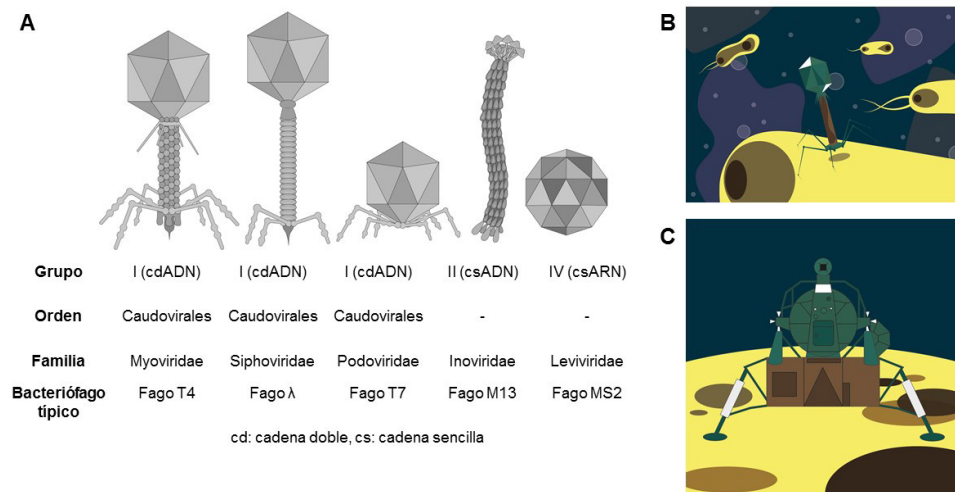 A
B
C
Grupo I (cdADN) I (cdADN) I (cdADN) II (csADN) IV (csARN)
Orden Caudovirales Caudovirales Caudovirales - -
Familia Myoviridae Siphoviridae Podoviridae Inoviridae Leviviridae
Bacteriófago típico Fago T4 Fago λ Fago T7 Fago M13 Fago MS2
cd: cadena doble, cs: cadena sencilla